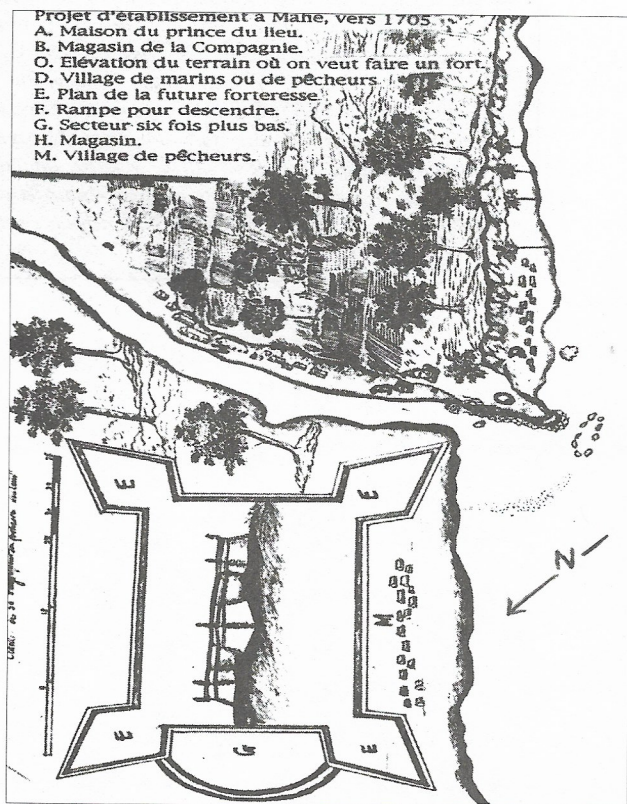 Projet d'établissement à Mahé, vers 1705.
A. Maison du prince du lieu.
B. Magasin de la Compagnie.
O. Elévation du terrain où on veut faire un fort.
D. Village de marins ou de pêcheurs
E. Plan de la future forteresse
F. Rampe pour descendre.
G. Secteur six fois plus bas.
H. Magasin.
M. Village de pêcheurs.
D
O
E
E
N
M
E
G
E